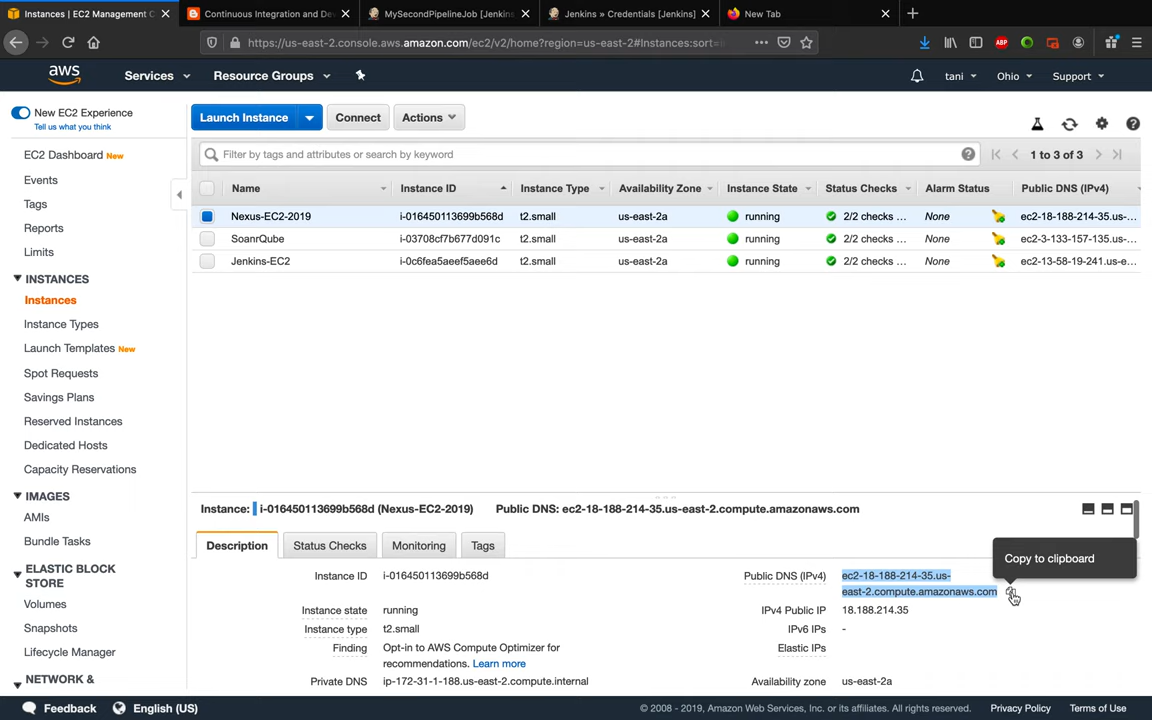 Instances | EC2 Management C
Continuous Integration and De
MySecondPipelineJob [Jenkins]
Jenkins » Credentials [Jenkins]
New Tab
https://us-east-2.console.aws.amazon.com/ec2/v2/home?region=us-east-2#Instances:sort=i
ABP
aws
Services
Resource Groups
tani
Ohio
Support
New EC2 Experience
Tell us what you think
EC2 Dashboard New
Events
Tags
Reports
Limits
INSTANCES
Instances
Instance Types
Launch Templates New
Spot Requests
Savings Plans
Reserved Instances
Dedicated Hosts
Capacity Reservations
IMAGES
AMIs
Bundle Tasks
ELASTIC BLOCK
STORE
Volumes
Snapshots
Lifecycle Manager
NETWORK &
Launch Instance
Connect
Actions
Filter by tags and attributes or search by keyword
1 to 3 of 3
Name Instance ID Instance Type Availability Zone Instance State Status Checks Alarm Status Public DNS (IPv4)
Nexus-EC2-2019 i-016450113699b568d t2.small us-east-2a running 2/2 checks ... None ec2-18-188-214-35.us-...
SoanrQube i-03708cf7b677d091c t2.small us-east-2a running 2/2 checks ... None ec2-3-133-157-135.us-...
Jenkins-EC2 i-0c6fea5aeef5aee6d t2.small us-east-2a running 2/2 checks ... None ec2-13-58-19-241.us-e...
Instance: i-016450113699b568d (Nexus-EC2-2019) Public DNS: ec2-18-188-214-35.us-east-2.compute.amazonaws.com
Description
Status Checks
Monitoring
Tags
Copy to clipboard
Instance ID i-016450113699b568d
Instance state running
Instance type t2.small
Finding Opt-in to AWS Compute Optimizer for
recommendations. Learn more
Private DNS ip-172-31-1-188.us-east-2.compute.internal
Public DNS (IPv4) ec2-18-188-214-35.us-
east-2.compute.amazonaws.com
IPv4 Public IP 18.188.214.35
IPv6 IPs -
Elastic IPs
Availability zone us-east-2a
Feedback
English (US)
© 2008 - 2019, Amazon Web Services, Inc. or its affiliates. All rights reserved.
Privacy Policy
Terms of Use